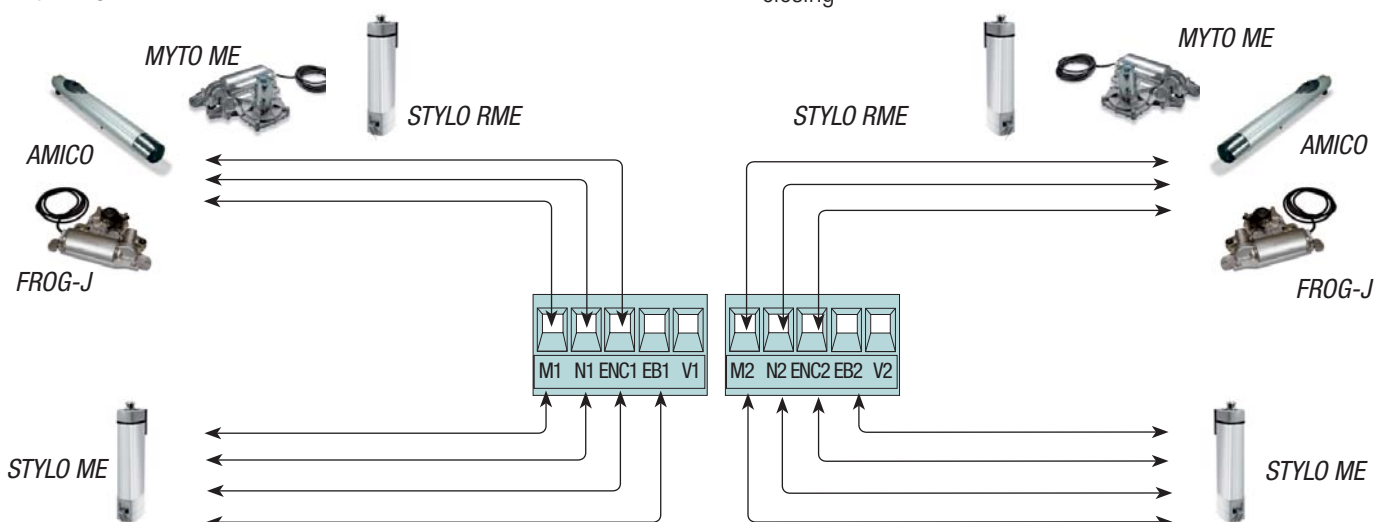 closing
MYTO ME
MYTO ME
STYLO RME
STYLO RME
AMICO
AMICO
FROG-J
FROG-J
M1 N1 ENC1 EB1 V1
M2 N2 ENC2 EB2 V2
STYLO ME
STYLO ME